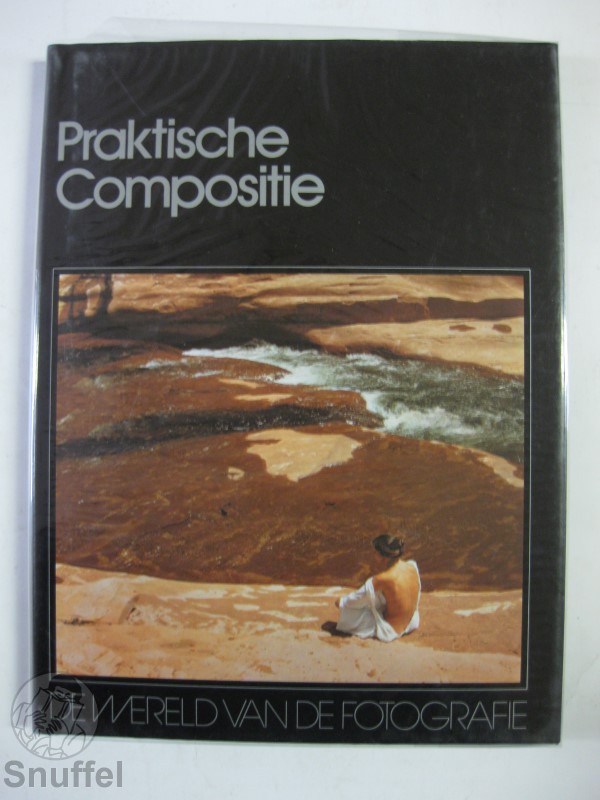 Praktische
Compositie
WERELD VAN DE FOTOGRAFIE
Snuffel